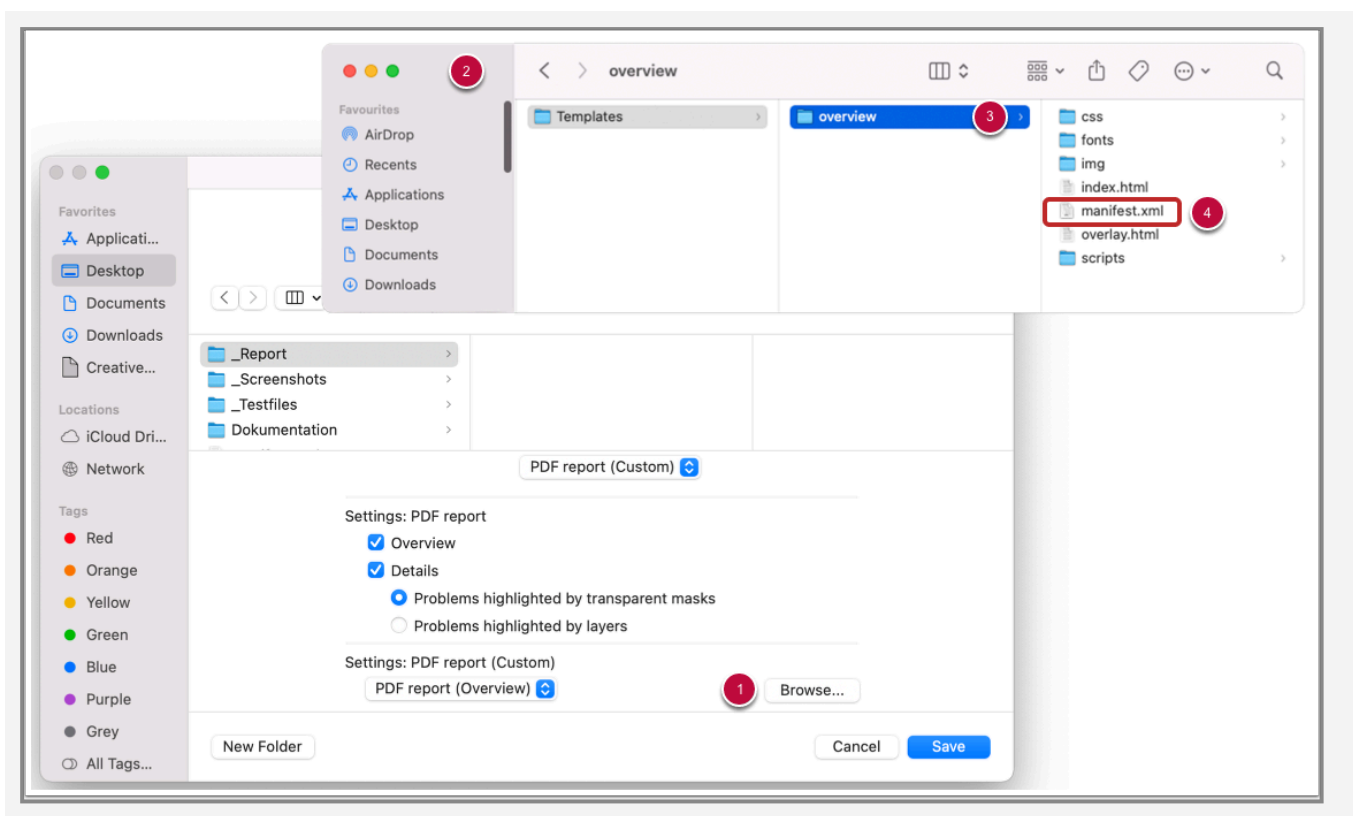 2
overview
Favourites
AirDrop
Recents
Applications
Desktop
Documents
Downloads
Templates
overview
3
css
fonts
img
index.html
manifest.xml
4
overlay.html
scripts
Favorites
Applicati...
Desktop
Documents
Downloads
Creative...
Locations
iCloud Dri...
Network
Tags
Red
Orange
Yellow
Green
Blue
Purple
Grey
All Tags...
_Report
_Screenshots
_Testfiles
Dokumentation
PDF report (Custom)
Settings: PDF report
Overview
Details
Problems highlighted by transparent masks
Problems highlighted by layers
Settings: PDF report (Custom)
PDF report (Overview)
1
Browse...
New Folder
Cancel
Save